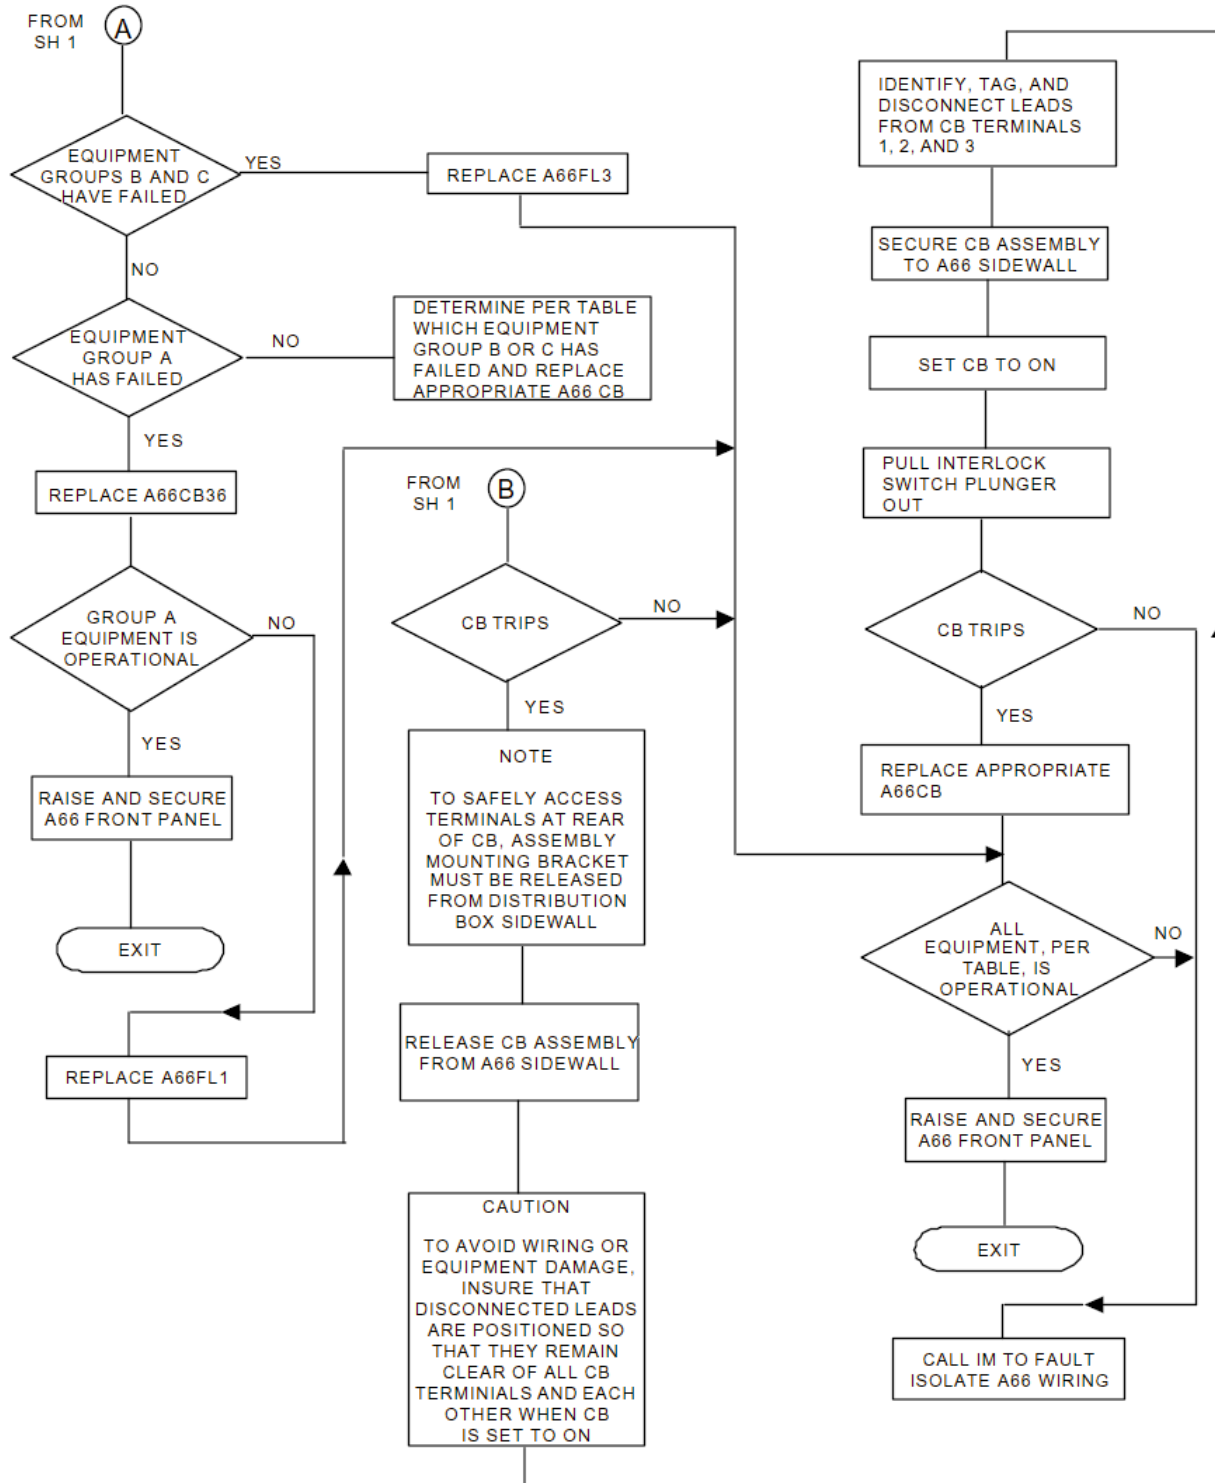 FROM
SH 1
A
EQUIPMENT
GROUPS B AND C
HAVE FAILED
YES
REPLACE A66FL3
NO
EQUIPMENT
GROUP A
HAS FAILED
NO
DETERMINE PER TABLE
WHICH EQUIPMENT
GROUP B OR C HAS
FAILED AND REPLACE
APPROPRIATE A66 CB
YES
REPLACE A66CB36
GROUP A
EQUIPMENT IS
OPERATIONAL
NO
YES
RAISE AND SECURE
A66 FRONT PANEL
EXIT
REPLACE A66FL1
FROM
SH 1
B
CB TRIPS
NO
YES
NOTE
TO SAFELY ACCESS
TERMINALS AT REAR
OF CB, ASSEMBLY
MOUNTING BRACKET
MUST BE RELEASED
FROM DISTRIBUTION
BOX SIDEWALL
RELEASE CB ASSEMBLY
FROM A66 SIDEWALL
CAUTION
TO AVOID WIRING OR
EQUIPMENT DAMAGE,
INSURE THAT
DISCONNECTED LEADS
ARE POSITIONED SO
THAT THEY REMAIN
CLEAR OF ALL CB
TERMINIALS AND EACH
OTHER WHEN CB
IS SET TO ON
IDENTIFY, TAG, AND
DISCONNECT LEADS
FROM CB TERMINALS
1, 2, AND 3
SECURE CB ASSEMBLY
TO A66 SIDEWALL
SET CB TO ON
PULL INTERLOCK
SWITCH PLUNGER
OUT
CB TRIPS
NO
YES
REPLACE APPROPRIATE
A66CB
ALL
EQUIPMENT, PER
TABLE, IS
OPERATIONAL
NO
YES
RAISE AND SECURE
A66 FRONT PANEL
EXIT
CALL IM TO FAULT
ISOLATE A66 WIRING